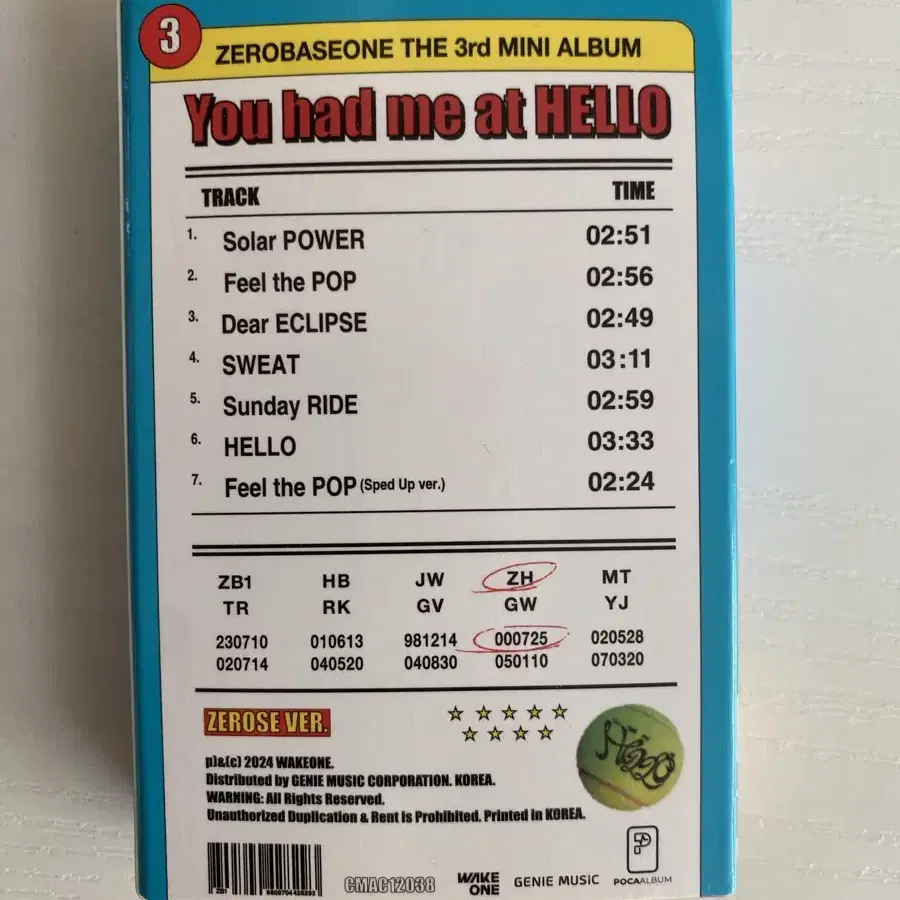 3
ZEROBASEONE THE 3rd MINI ALBUM
You had me at HELLO
TRACK TIME
1. Solar POWER 02:51
2. Feel the POP 02:56
3. Dear ECLIPSE 02:49
4. SWEAT 03:11
5. Sunday RIDE 02:59
6. HELLO 03:33
7. Feel the POP (Sped Up ver.) 02:24
ZB1 HB JW ZH MT
TR RK GV GW YJ
230710 010613 981214 000725 020528
020714 040520 040830 050110 070320
ZEROSE VER.
p)&(c) 2024 WAKEONE.
Distributed by GENIE MUSIC CORPORATION. KOREA.
WARNING: All Rights Reserved.
Unauthorized Duplication & Rent is Prohibited. Printed in KOREA.
ZB1
CMAC12038
WAKE
ONE
GENIE MUSIC
P
POCAALBUM